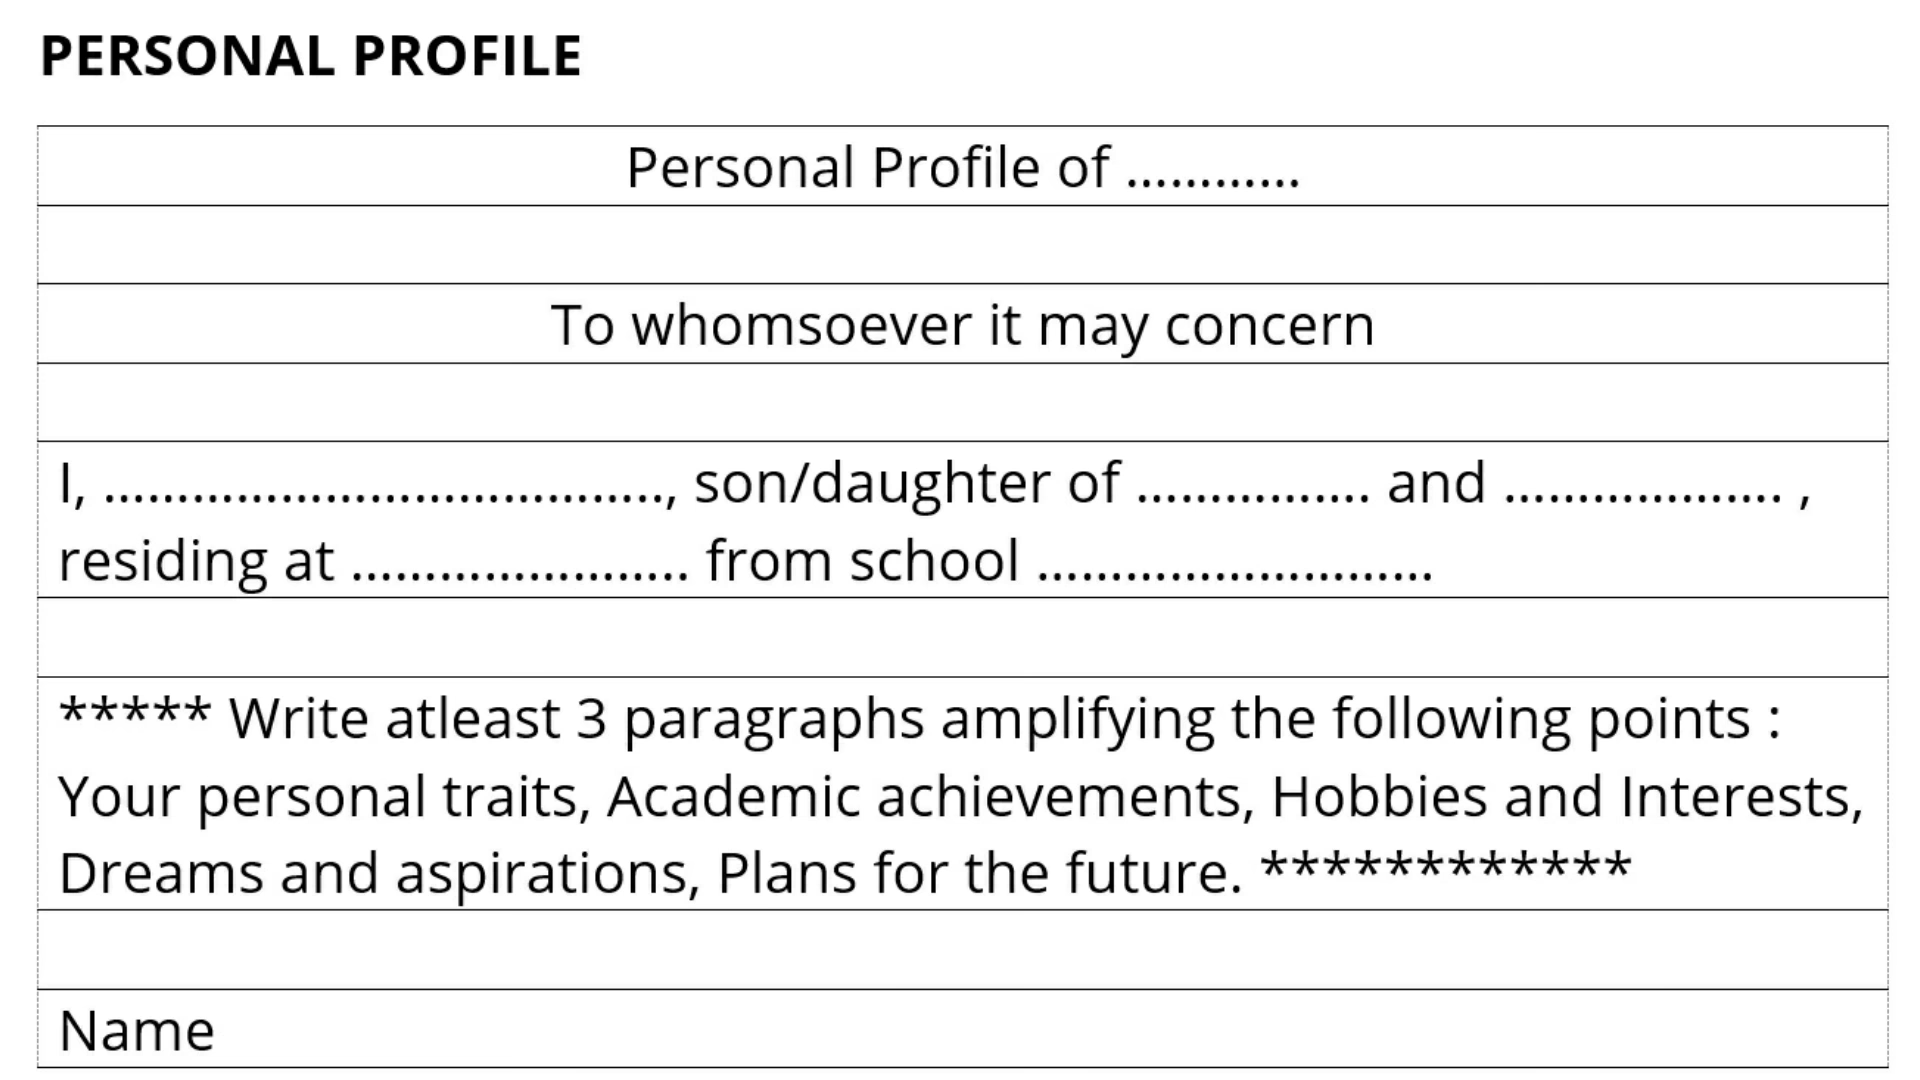 PERSONAL PROFILE
Personal Profile of ............
To whomsoever it may concern
I, ......................................, son/daughter of ................ and ................... ,
residing at ....................... from school ...........................
***** Write atleast 3 paragraphs amplifying the following points :
Your personal traits, Academic achievements, Hobbies and Interests,
Dreams and aspirations, Plans for the future. ************
Name